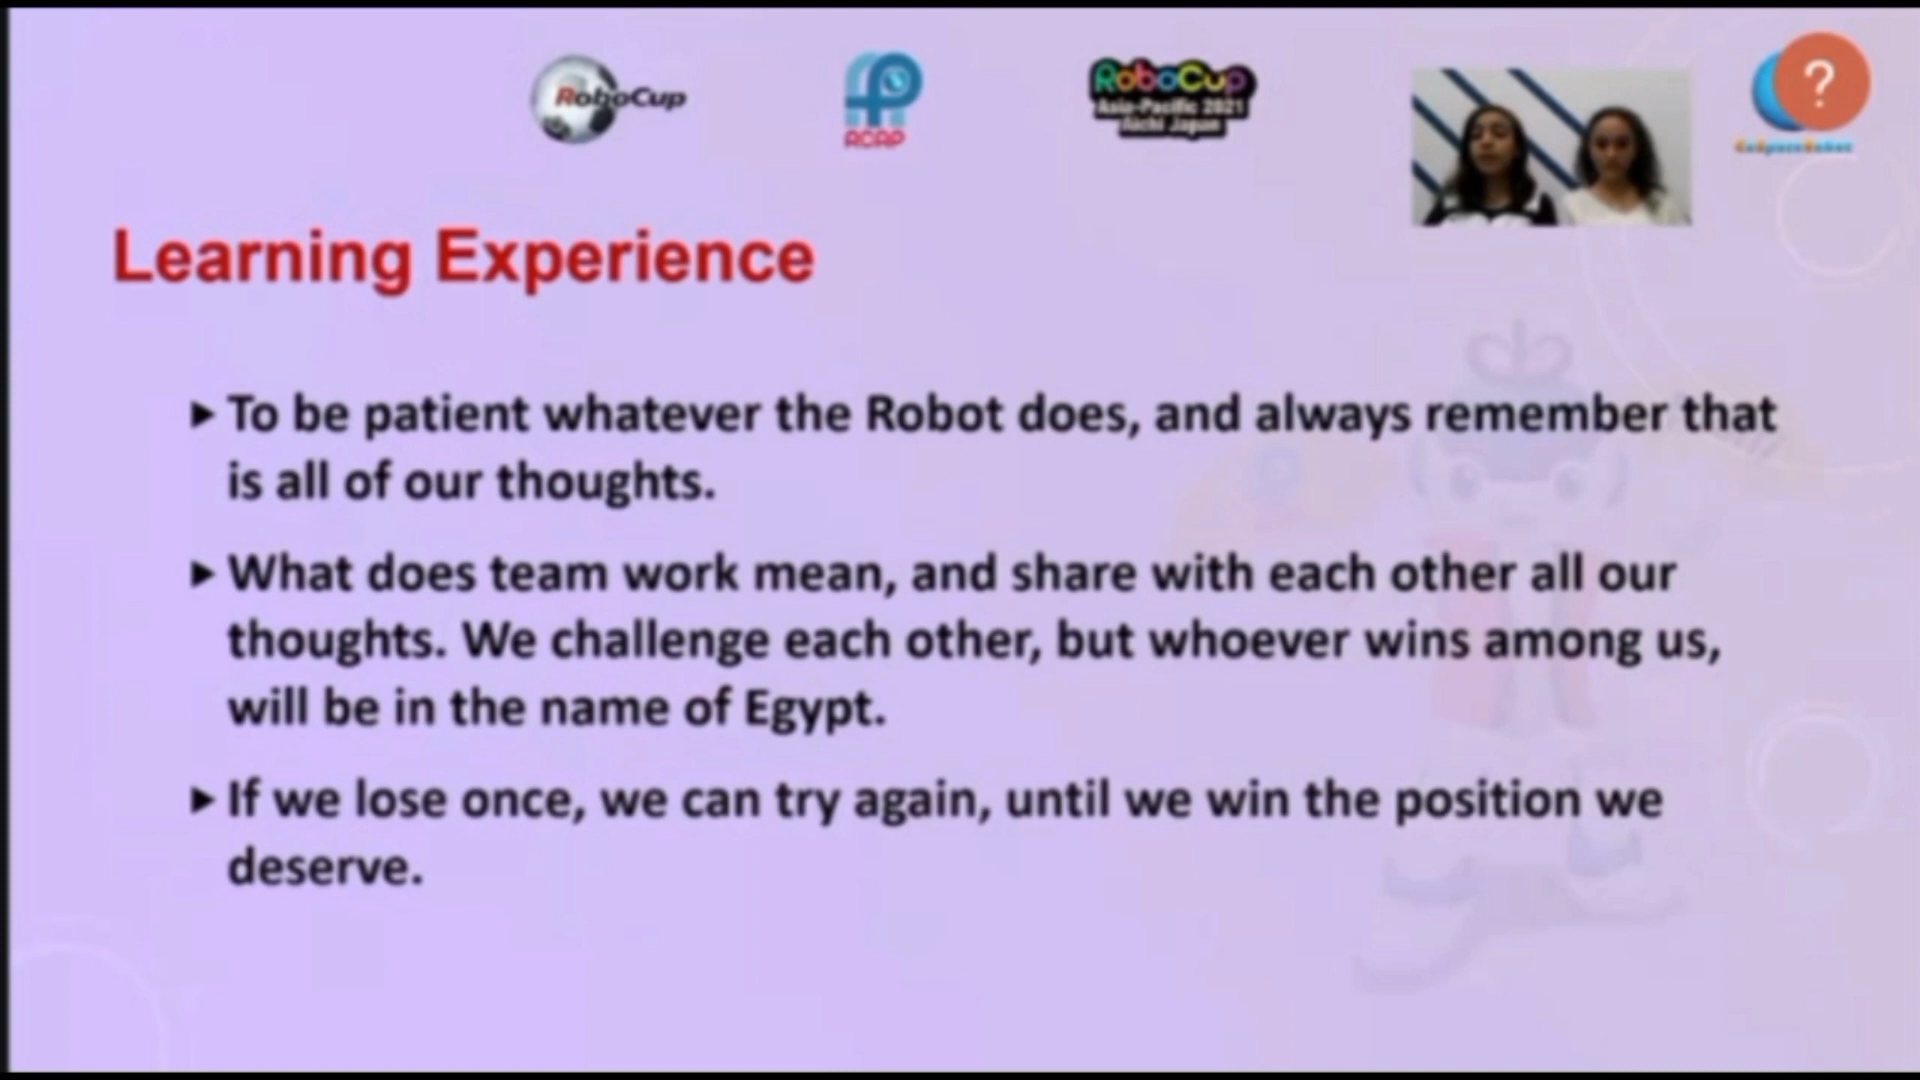 RoboCup
RCAP
RoboCup
Asia-Pacific 2021
Aichi Japan
?
CoSpaceRobot
Learning Experience
To be patient whatever the Robot does, and always remember that
is all of our thoughts.
What does team work mean, and share with each other all our
thoughts. We challenge each other, but whoever wins among us,
will be in the name of Egypt.
If we lose once, we can try again, until we win the position we
deserve.